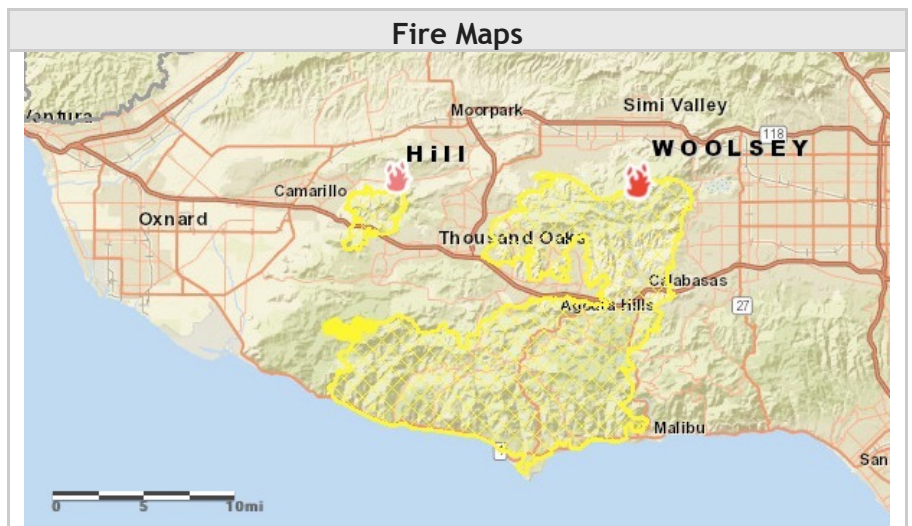 Fire Maps
Ventura
Moorpark
Simi Valley
118
Hill
WOOLSEY
Camarillo
Oxnard
Thousand Oaks
Calabasas
Agoura Hills
27
Malibu
San
0 5 10mi